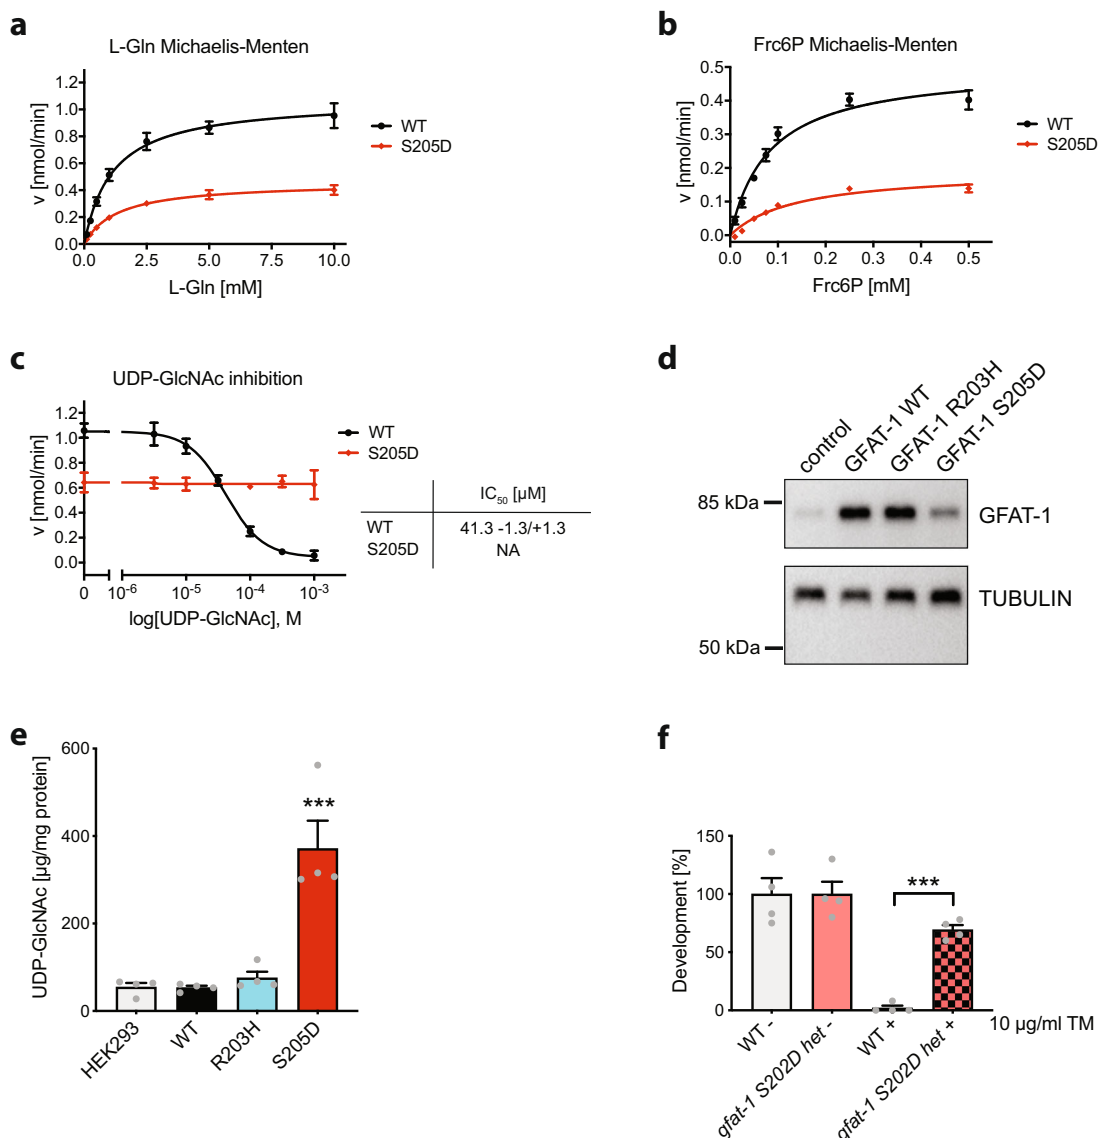 a
L-Gln Michaelis-Menten
v [nmol/min]
1.2
1.0
0.8
0.6
0.4
0.2
0.0
0.0 2.5 5.0 7.5 10.0
L-Gln [mM]
WT
S205D
b
Frc6P Michaelis-Menten
v [nmol/min]
0.5
0.4
0.3
0.2
0.1
0.0
0.0 0.1 0.2 0.3 0.4 0.5
Frc6P [mM]
WT
S205D
c
UDP-GlcNAc inhibition
v [nmol/min]
1.2
1.0
0.8
0.6
0.4
0.2
0.0
0 10-6 10-5 10-4 10-3
log[UDP-GlcNAc], M
WT
S205D
IC50 [µM]
WT 41.3 -1.3/+1.3
S205D NA
d
control
GFAT-1 WT
GFAT-1 R203H
GFAT-1 S205D
85 kDa
GFAT-1
TUBULIN
50 kDa
e
UDP-GlcNAc [µg/mg protein]
600
400
200
0
***
HEK293
WT
R203H
S205D
f
Development [%]
150
100
50
0
***
WT -
gfat-1 S202D het -
WT +
gfat-1 S202D het +
10 µg/ml TM